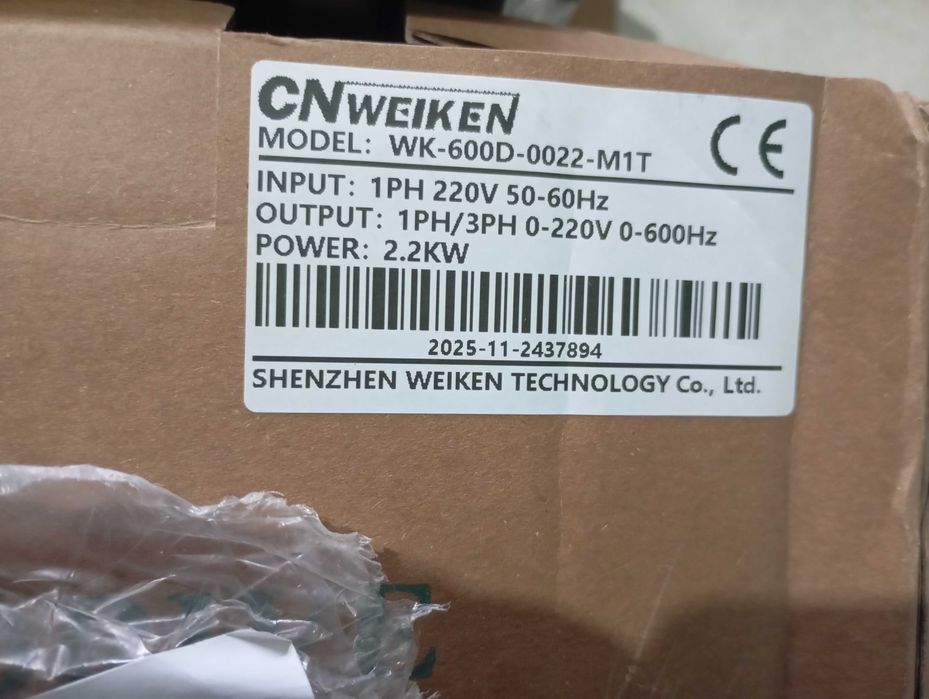 CNWEIKEN
CE
MODEL: WK-600D-0022-M1T
INPUT: 1PH 220V 50-60Hz
OUTPUT: 1PH/3PH 0-220V 0-600Hz
POWER: 2.2KW
2025-11-2437894
SHENZHEN WEIKEN TECHNOLOGY Co., Ltd.